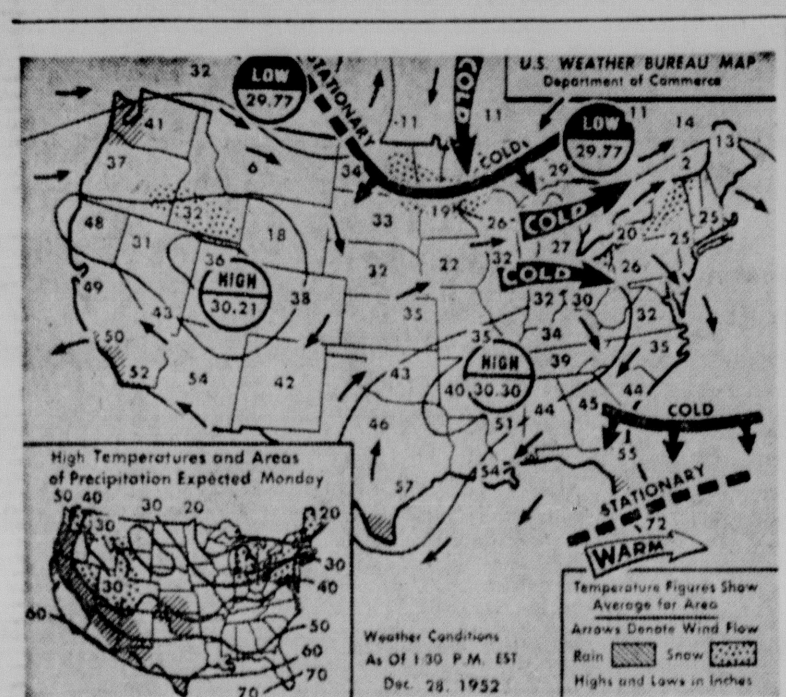 U.S. WEATHER BUREAU MAP
Department of Commerce
32
LOW
29.77
STATIONARY
COLD
11
11
LOW
29.77
11
14
13
41
37
6
34
COLD
29
2
48
31
32
18
33
19
26
COLD
27
20
25
25
36
HIGH
30.21
38
32
22
32
COLD
26
49
43
35
32
30
32
50
52
54
42
43
35
34
39
35
HIGH
30.30
40
44
46
51
44
45
COLD
57
54
55
STATIONARY
72
WARM
High Temperatures and Areas
of Precipitation Expected Monday
50 40
30
30 20
20
30
40
30
60
50
60
70
70
Weather Conditions
As Of 1:30 P.M. EST
Dec. 28, 1952
Temperature Figures Show
Average for Area
Arrows Denote Wind Flow
Rain Snow
Highs and Lows in Inches